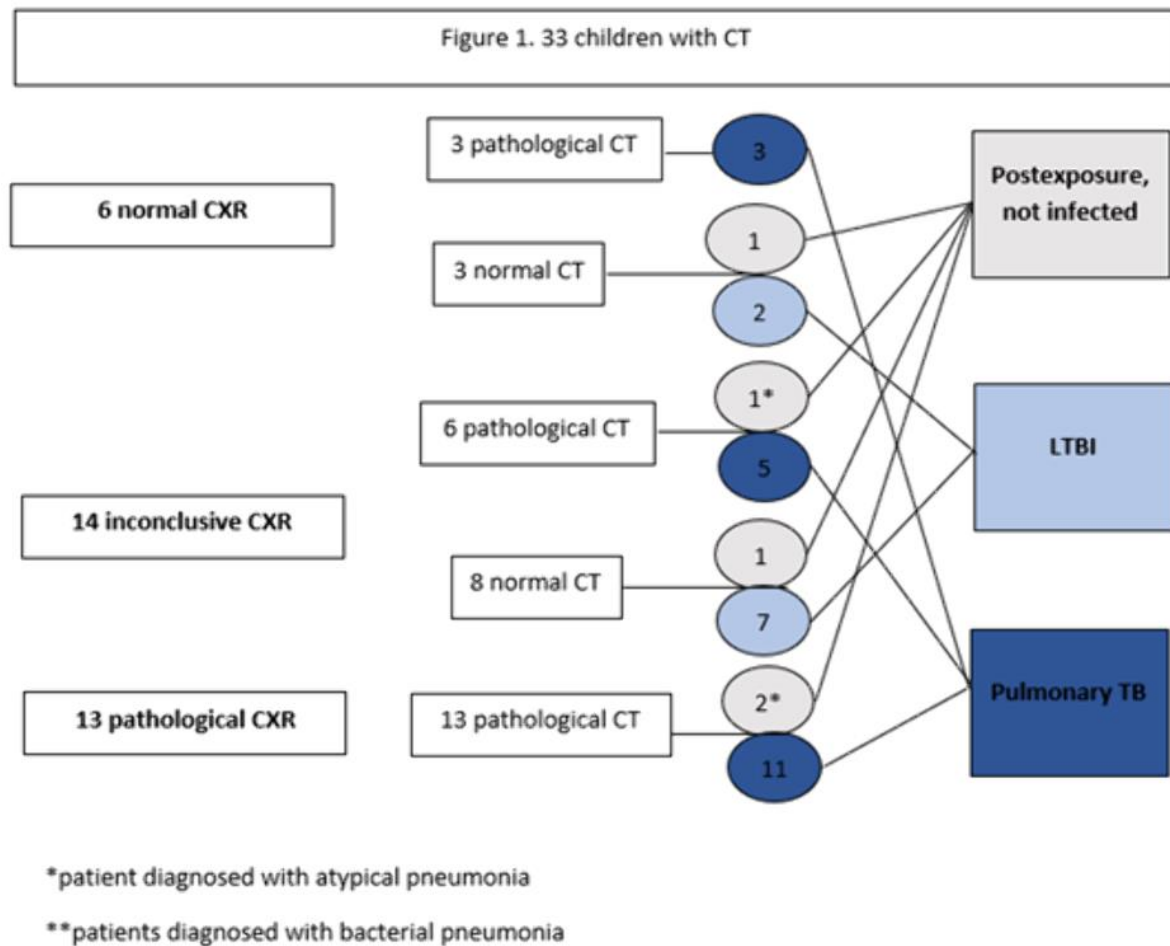 Figure 1. 33 children with CT
6 normal CXR
3 pathological CT
3
3 normal CT
1
2
14 inconclusive CXR
6 pathological CT
1*
5
8 normal CT
1
7
13 pathological CXR
13 pathological CT
2*
11
Postexposure,
not infected
LTBI
Pulmonary TB
*patient diagnosed with atypical pneumonia
**patients diagnosed with bacterial pneumonia